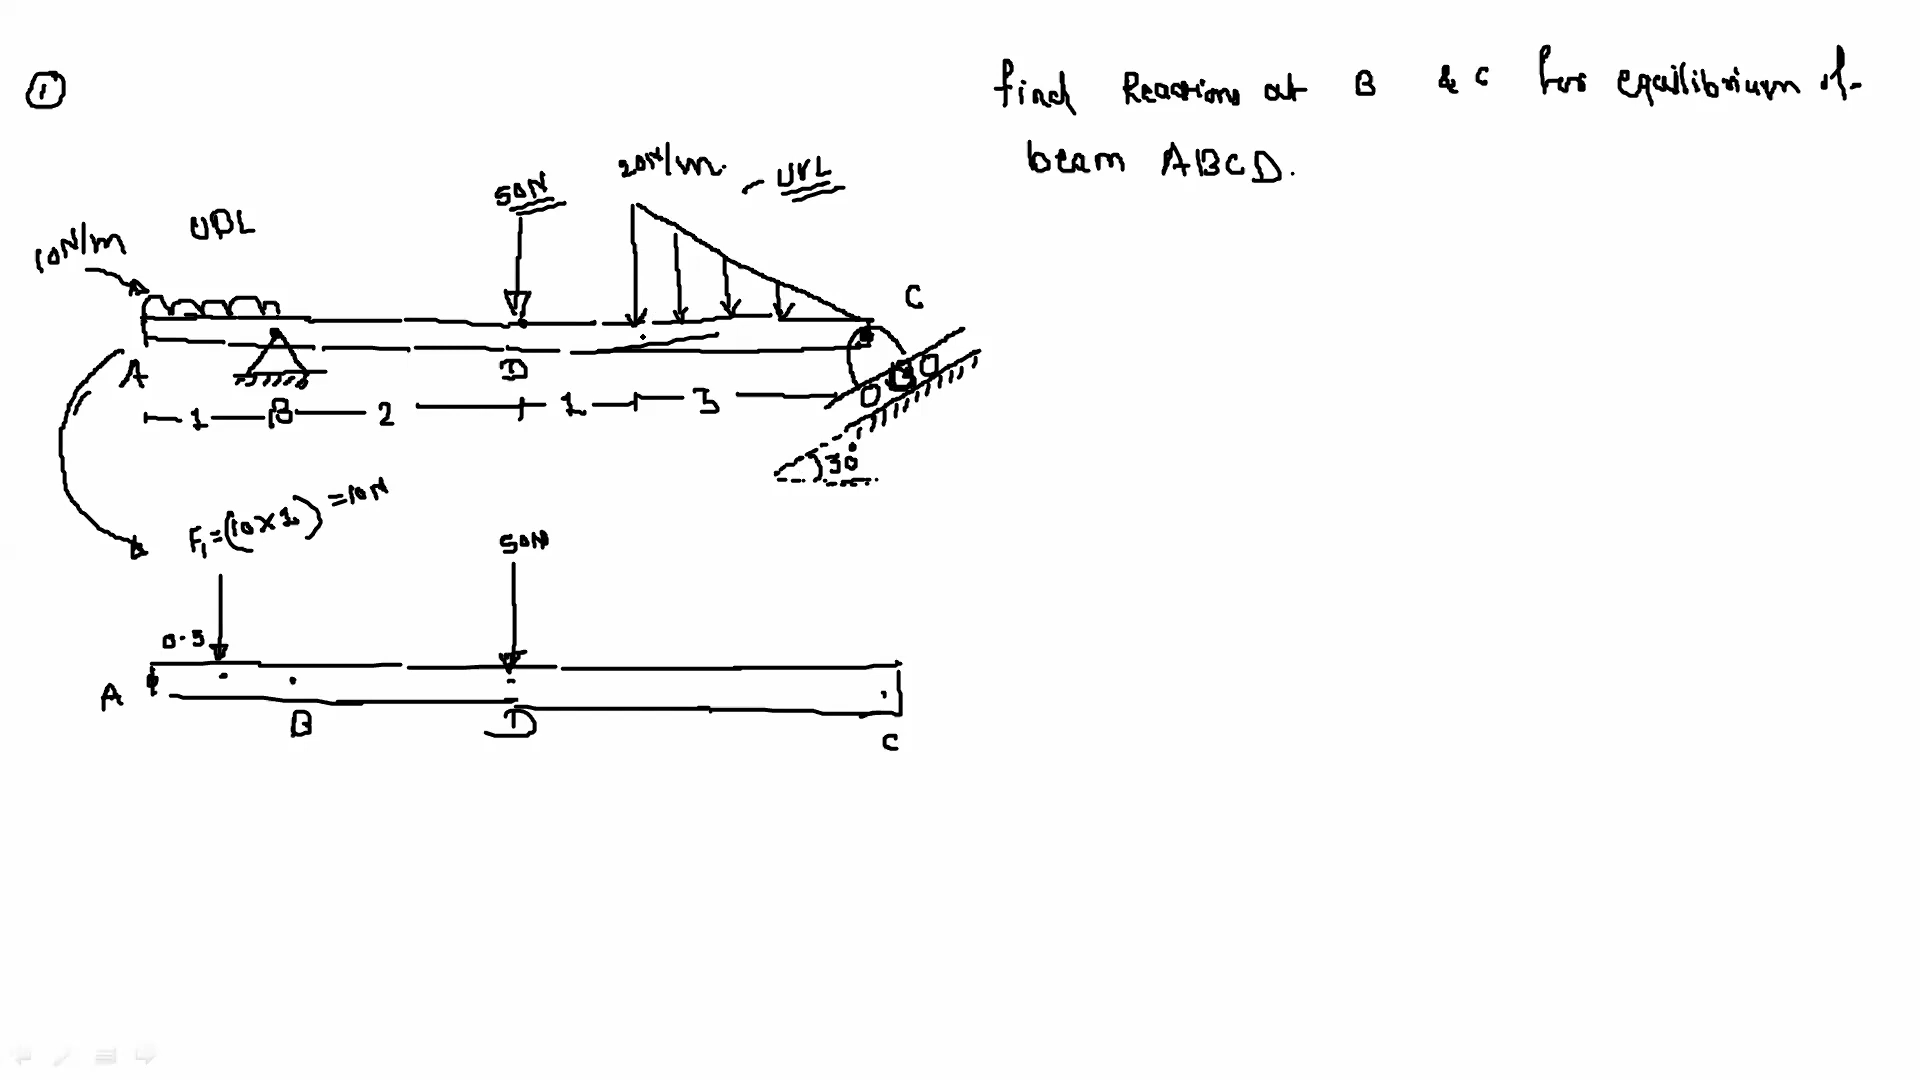 ①
find Reactions at B & C for equilibrium of
beam ABCD.
20N/m.
UVL
50N
UDL
10N/m
C
A
D
1 B 2 1 3
30°
F₁=(10×1)=10N
50N
0.5
A
B
D
C